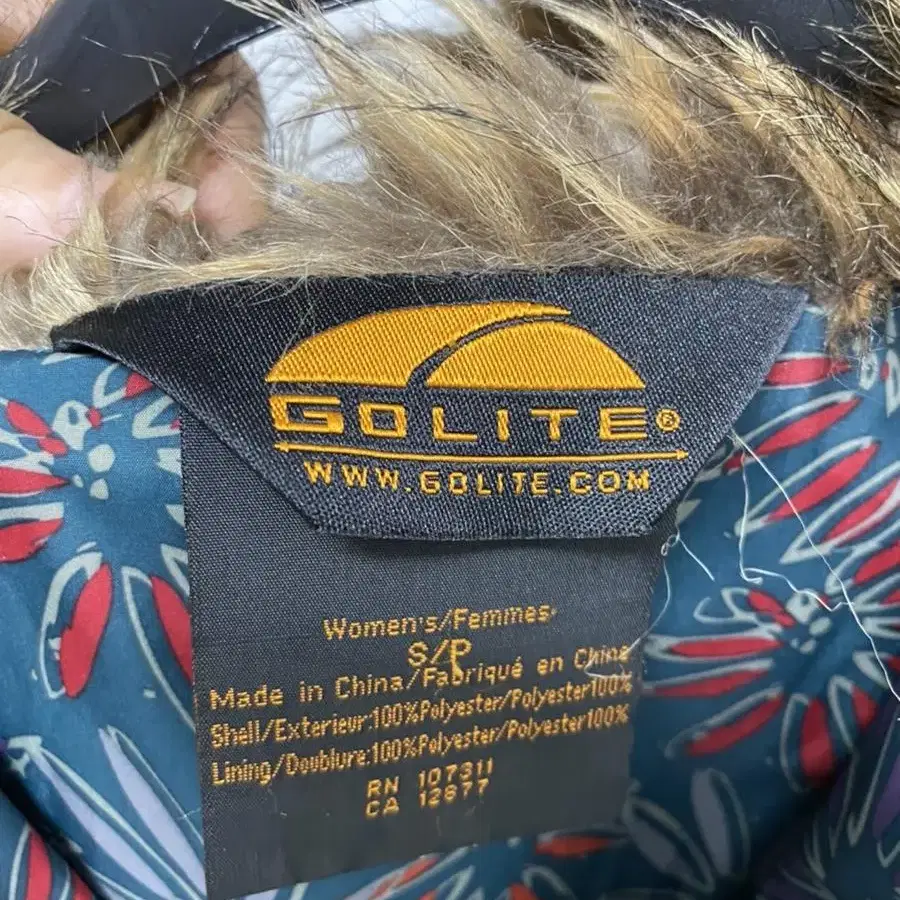 GOLITE®
WWW.GOLITE.COM
Women's/Femmes
S/P
Made in China/Fabriqué en Chine
Shell/Exterieur:100%Polyester/Polyester100%
Lining/Doublure:100%Polyester/Polyester100%
RN 107311
CA 12877